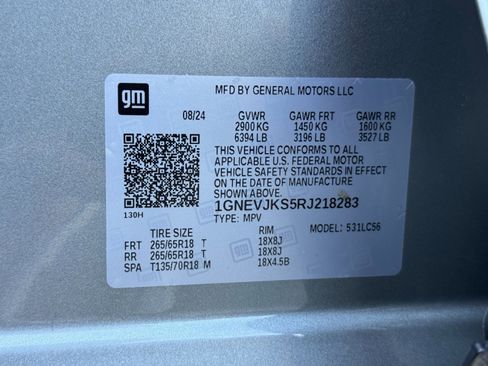 gm
MFD BY GENERAL MOTORS LLC
08/24 GVWR GAWR FRT GAWR RR
2900 KG 1450 KG 1600 KG
6394 LB 3196 LB 3527 LB
THIS VEHICLE CONFORMS TO ALL
APPLICABLE U.S. FEDERAL MOTOR
VEHICLE SAFETY STANDARDS IN EFFECT
ON THE DATE OF MANUFACTURE
SHOWN ABOVE.
130H
1GNEVJKS5RJ218283
TYPE: MPV MODEL: 531LC56
TIRE SIZE RIM
FRT 265/65R18 T 18X8J
RR 265/65R18 T 18X8J
SPA T135/70R18 M 18X4.5B